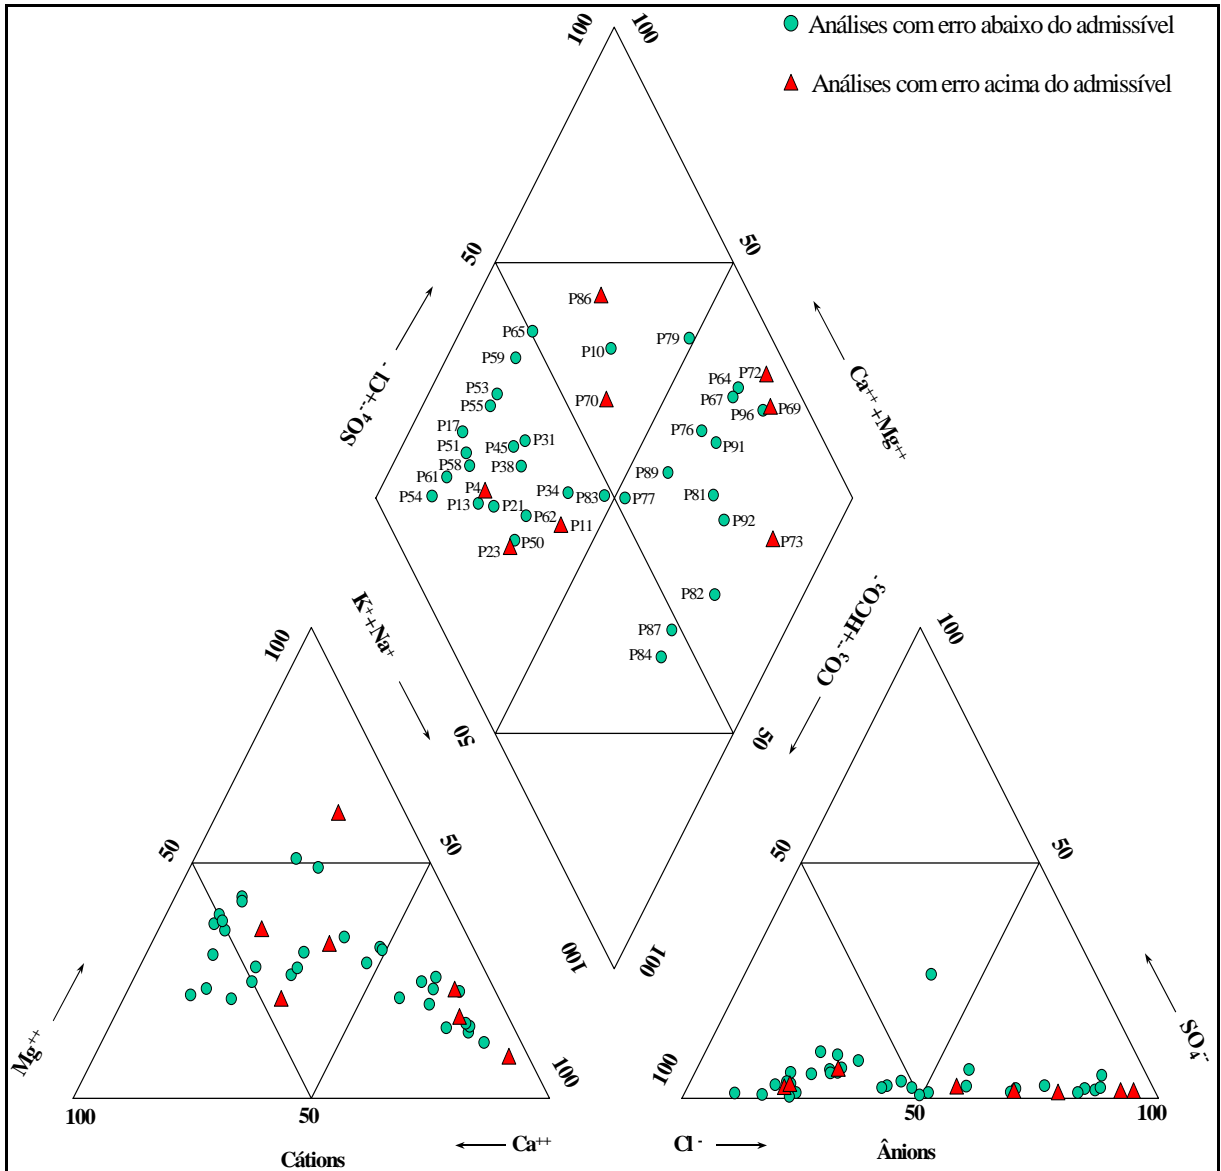 Análises com erro abaixo do admissível
Análises com erro acima do admissível
100
100
50
50
SO₄⁻⁻+Cl⁻
Ca⁺⁺+Mg⁺⁺
P86
P65
P10
P79
P59
P72
P64
P53
P67
P55
P70
P96
P69
P17
P76
P31
P91
P45
P51
P58
P38
P89
P61
P4
P34
P83
P77
P81
P54
P13
P21
P62
P11
P92
P50
P23
P73
P82
P87
P84
K⁺+Na⁺
CO₃⁻⁻+HCO₃⁻
100
100
50
50
50
50
50
50
100
100
Mg⁺⁺
SO₄⁻⁻
100
100
100
50
50
100
Ca⁺⁺
Cl⁻
Cátions
Ânions